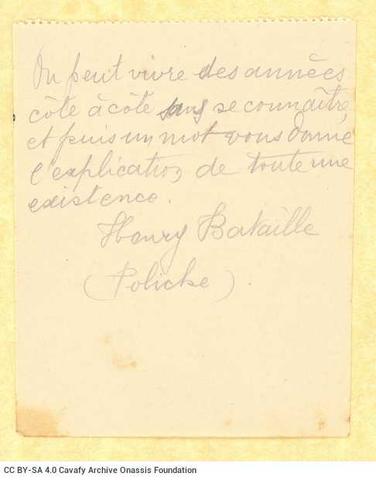 On peut vivre des années
côte à côte sans se connaître,
et puis un mot vous donne
l'explication de toute une
existence.
Henry Bataille
(Poliche)
CC BY-SA 4.0 Cavafy Archive Onassis Foundation